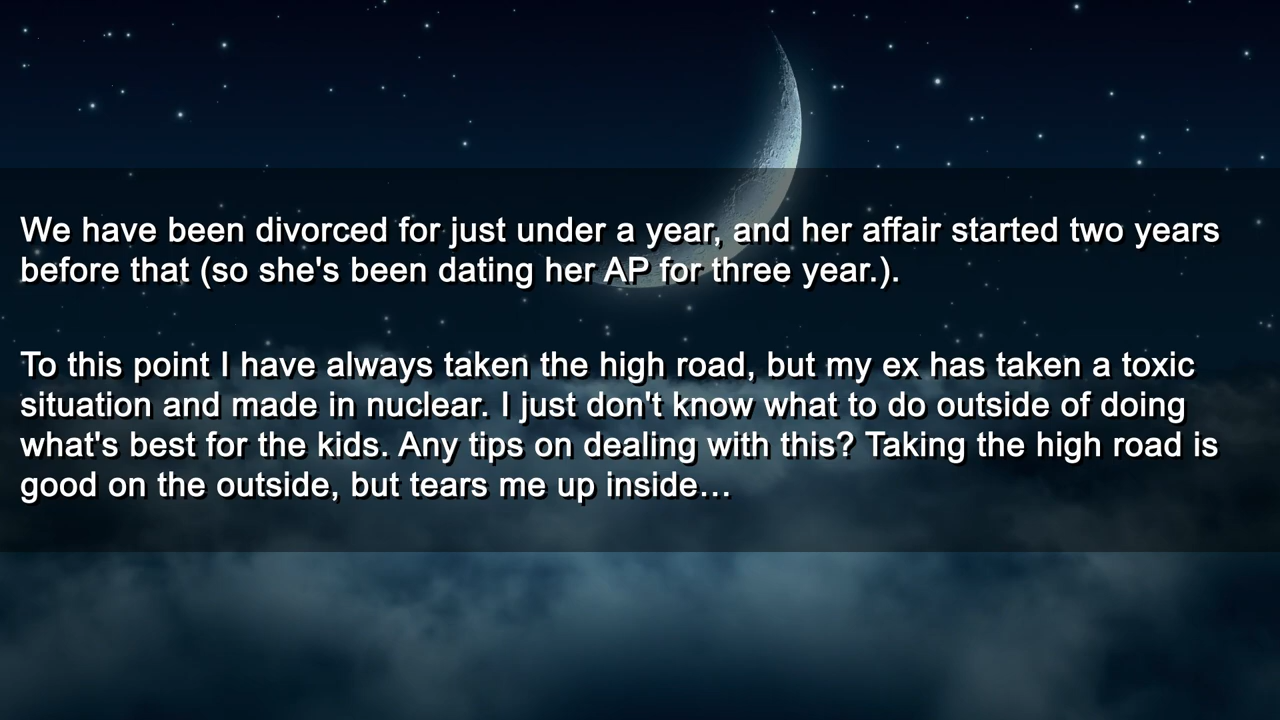 We have been divorced for just under a year, and her affair started two years
before that (so she's been dating her AP for three year.).
To this point I have always taken the high road, but my ex has taken a toxic
situation and made in nuclear. I just don't know what to do outside of doing
what's best for the kids. Any tips on dealing with this? Taking the high road is
good on the outside, but tears me up inside…